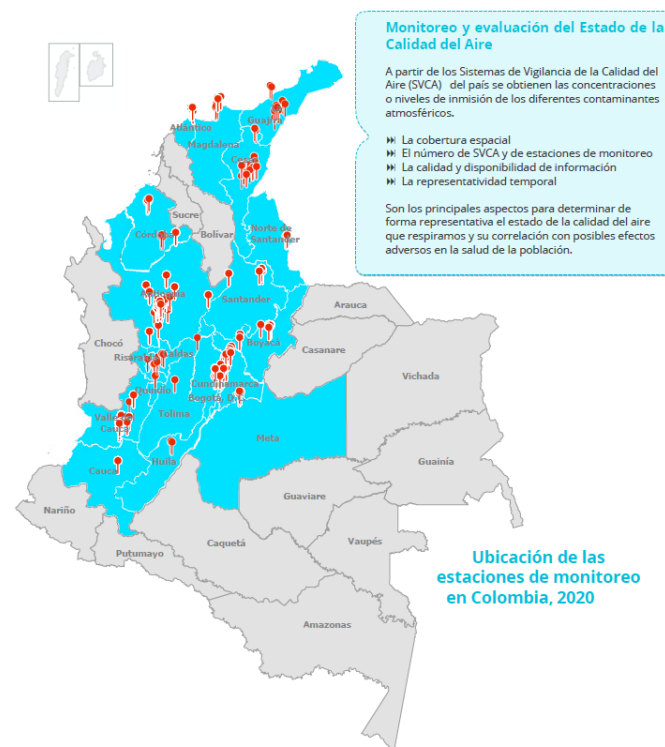 Monitoreo y evaluación del Estado de la
Calidad del Aire
A partir de los Sistemas de Vigilancia de la Calidad del
Aire (SVCA) del país se obtienen las concentraciones
o niveles de inmisión de los diferentes contaminantes
atmosféricos.
La cobertura espacial
El número de SVCA y de estaciones de monitoreo
La calidad y disponibilidad de información
La representatividad temporal
Son los principales aspectos para determinar de
forma representativa el estado de la calidad del aire
que respiramos y su correlación con posibles efectos
adversos en la salud de la población.
Guajira
Atlántico
Magdalena
Cesar
Sucre
Córdoba
Bolívar
Norte de
Santander
Antioquia
Santander
Arauca
Chocó
Boyacá
Casanare
Risaralda
Caldas
Vichada
Cundinamarca
Quindío
Bogotá, D.C.
Tolima
Valle del
Cauca
Meta
Huila
Guainía
Cauca
Guaviare
Nariño
Caquetá
Vaupés
Putumayo
Amazonas
Ubicación de las
estaciones de monitoreo
en Colombia, 2020